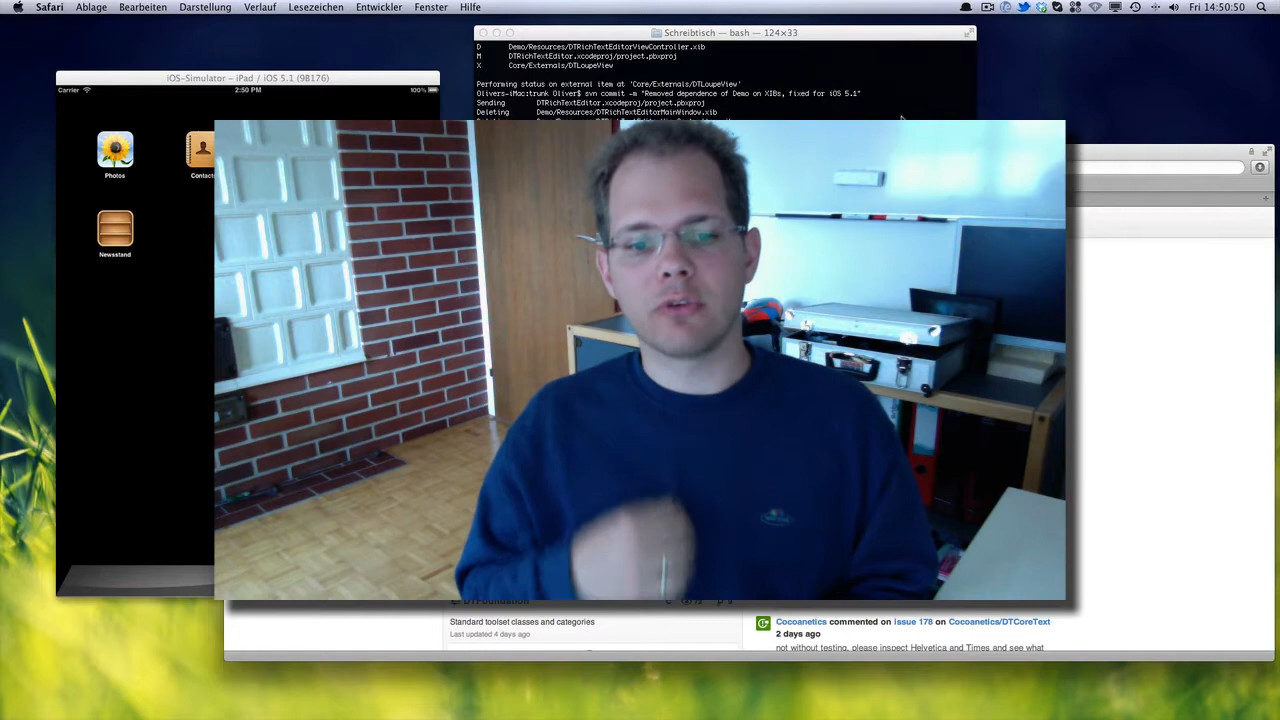 Safari Ablage Bearbeiten Darstellung Verlauf Lesezeichen Entwickler Fenster Hilfe Fri 14:50:50
Schreibtisch — bash — 124×33
D Demo/Resources/DTRichTextEditorViewController.xib
M DTRichTextEditor.xcodeproj/project.pbxproj
X Core/Externals/DTLoupeView
Performing status on external item at 'Core/Externals/DTLoupeView'
Olivers-iMac:trunk Oliver$ svn commit -m "Removed dependence of Demo on XIBs, fixed for iOS 5.1"
Sending DTRichTextEditor.xcodeproj/project.pbxproj
Deleting Demo/Resources/DTRichTextEditorMainWindow.xib
iOS-Simulator – iPad / iOS 5.1 (9B176)
Carrier 2:50 PM 100%
Photos
Newsstand
Standard toolset classes and categories
Last updated 4 days ago
Cocoanetics commented on issue 178 on Cocoanetics/DTCoreText
2 days ago
not without testing, please inspect Helvetica and Times and see what